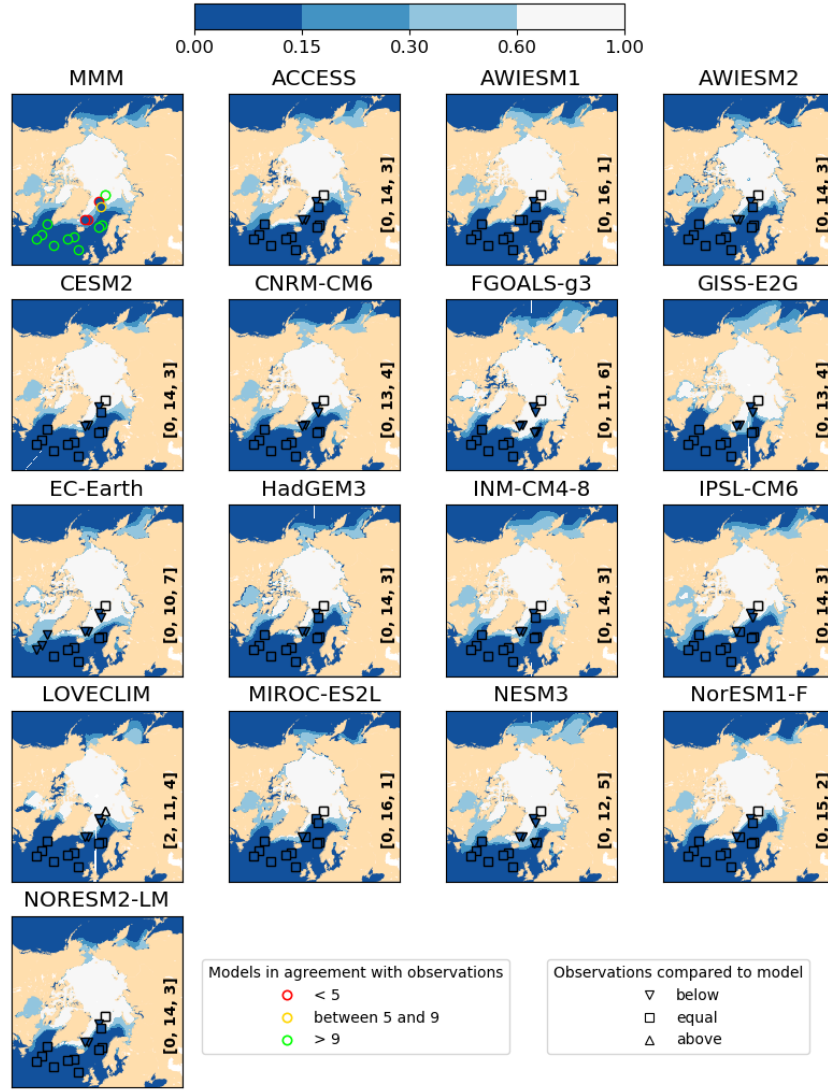 0.00 0.15 0.30 0.60 1.00
MMM ACCESS AWIESM1 AWIESM2
[0, 14, 3] [0, 16, 1] [0, 14, 3]
CESM2 CNRM-CM6 FGOALS-g3 GISS-E2G
[0, 14, 3] [0, 13, 4] [0, 11, 6] [0, 13, 4]
EC-Earth HadGEM3 INM-CM4-8 IPSL-CM6
[0, 10, 7] [0, 14, 3] [0, 14, 3] [0, 14, 3]
LOVECLIM MIROC-ES2L NESM3 NorESM1-F
[2, 11, 4] [0, 16, 1] [0, 12, 5] [0, 15, 2]
NORESM2-LM
[0, 14, 3]
Models in agreement with observations
< 5
between 5 and 9
> 9
Observations compared to model
below
equal
above